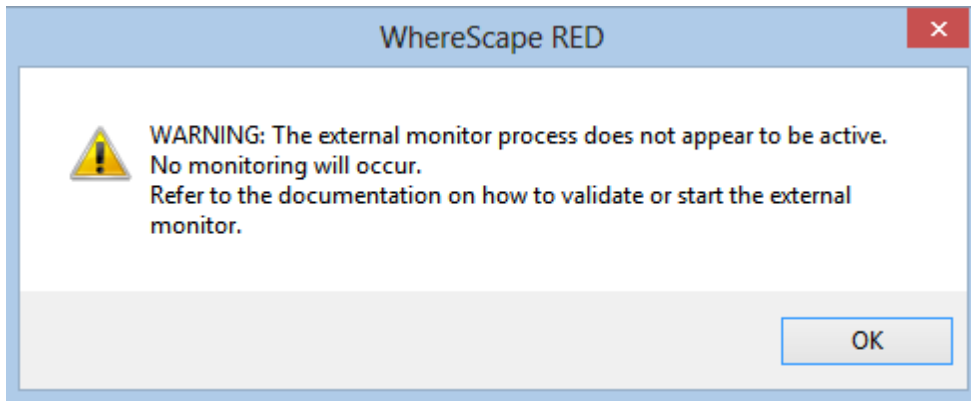 WhereScape RED
WARNING: The external monitor process does not appear to be active.
No monitoring will occur.
Refer to the documentation on how to validate or start the external
monitor.
OK